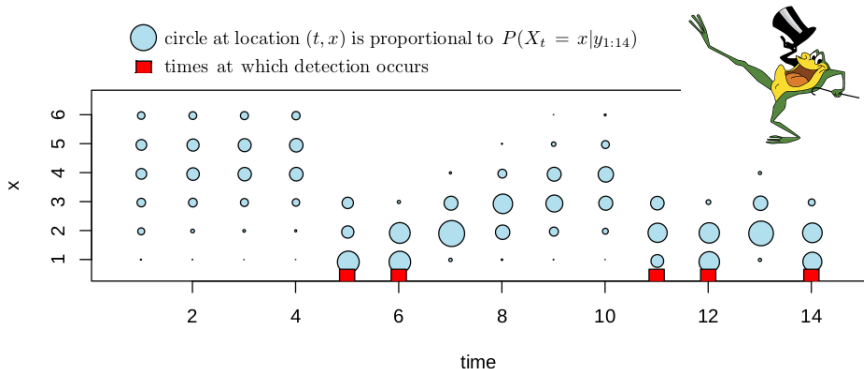 circle at location (t, x) is proportional to P(X_t = x|y_{1:14})
times at which detection occurs
x
6
5
4
3
2
1
2 4 6 8 10 12 14
time